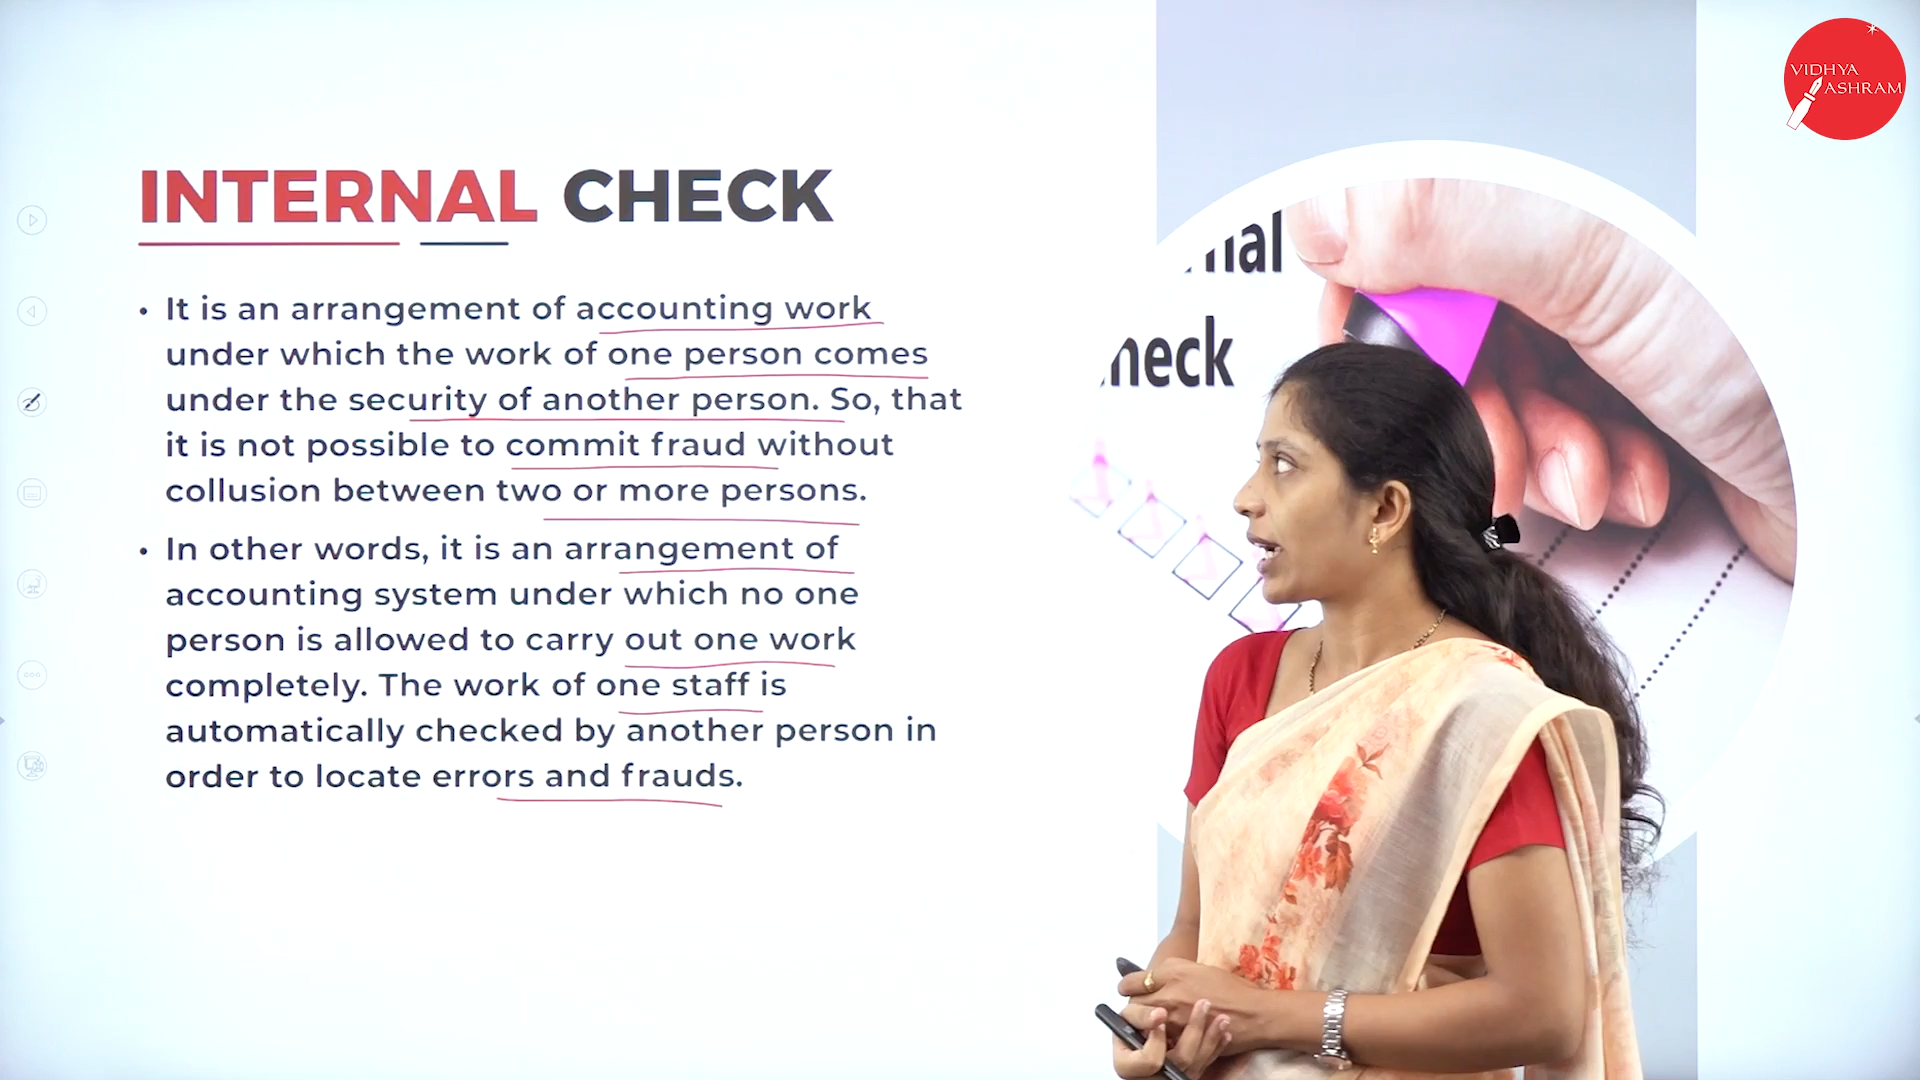 VIDHYA
ASHRAM
INTERNAL CHECK
• It is an arrangement of accounting work
under which the work of one person comes
under the security of another person. So, that
it is not possible to commit fraud without
collusion between two or more persons.
• In other words, it is an arrangement of
accounting system under which no one
person is allowed to carry out one work
completely. The work of one staff is
automatically checked by another person in
order to locate errors and frauds.
nal
heck